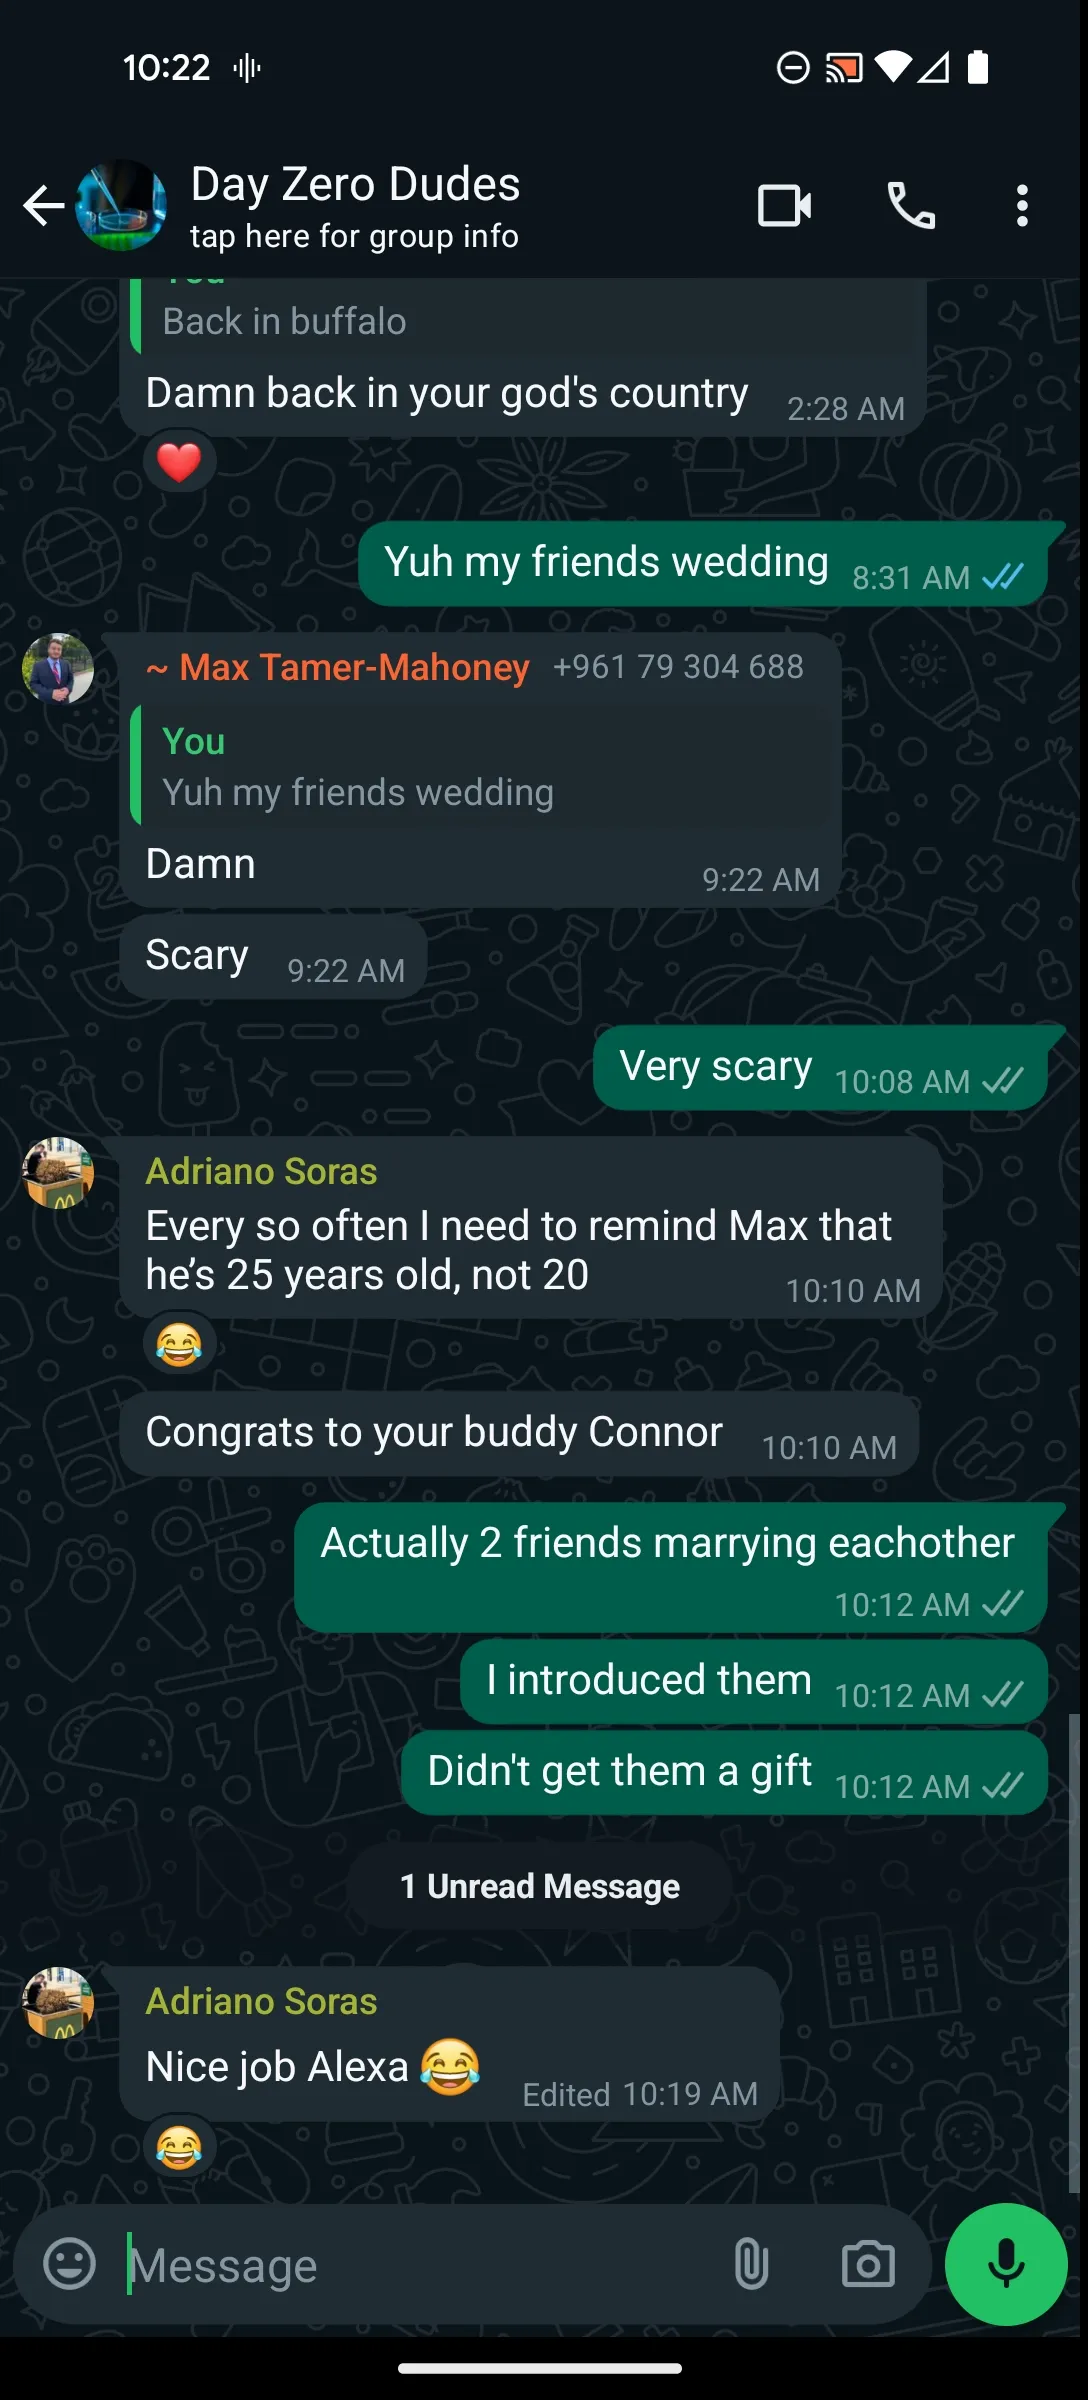 10:22
Day Zero Dudes
tap here for group info
You
Back in buffalo
Damn back in your god's country 2:28 AM
Yuh my friends wedding 8:31 AM
~ Max Tamer-Mahoney +961 79 304 688
You
Yuh my friends wedding
Damn 9:22 AM
Scary 9:22 AM
Very scary 10:08 AM
Adriano Soras
Every so often I need to remind Max that
he's 25 years old, not 20 10:10 AM
Congrats to your buddy Connor 10:10 AM
Actually 2 friends marrying eachother
10:12 AM
I introduced them 10:12 AM
Didn't get them a gift 10:12 AM
1 Unread Message
Adriano Soras
Nice job Alexa 😂 Edited 10:19 AM
Message